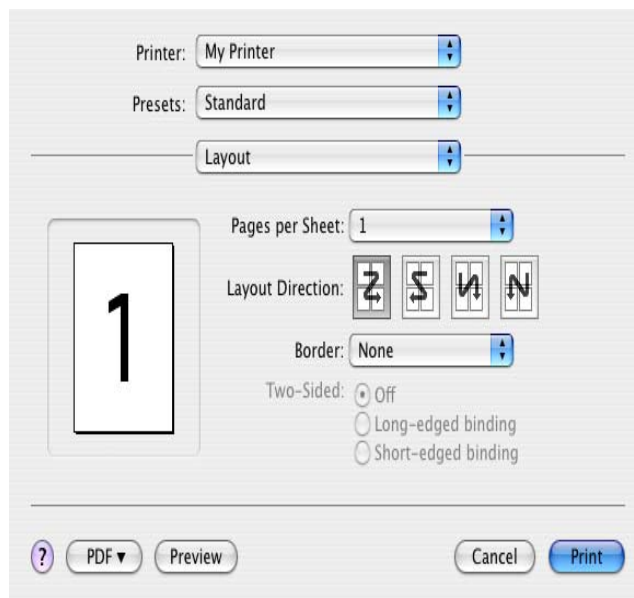 Printer: My Printer
Presets: Standard
Layout
Pages per Sheet: 1
1
Layout Direction:
Border: None
Two-Sided: Off
Long-edged binding
Short-edged binding
? PDF▼ Preview Cancel Print